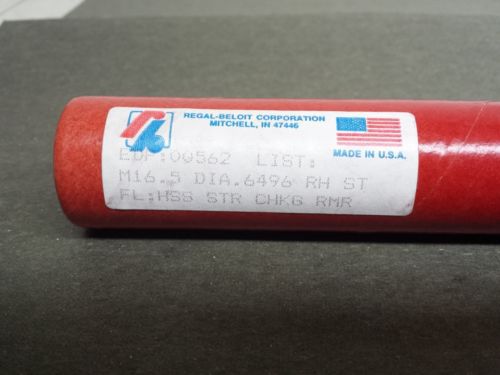 REGAL-BELOIT CORPORATION
MITCHELL, IN 47446
MADE IN U.S.A.
EDP:00562 LIST:
M16.5 DIA.6496 RH ST
FL:HSS STR CHKG RMR